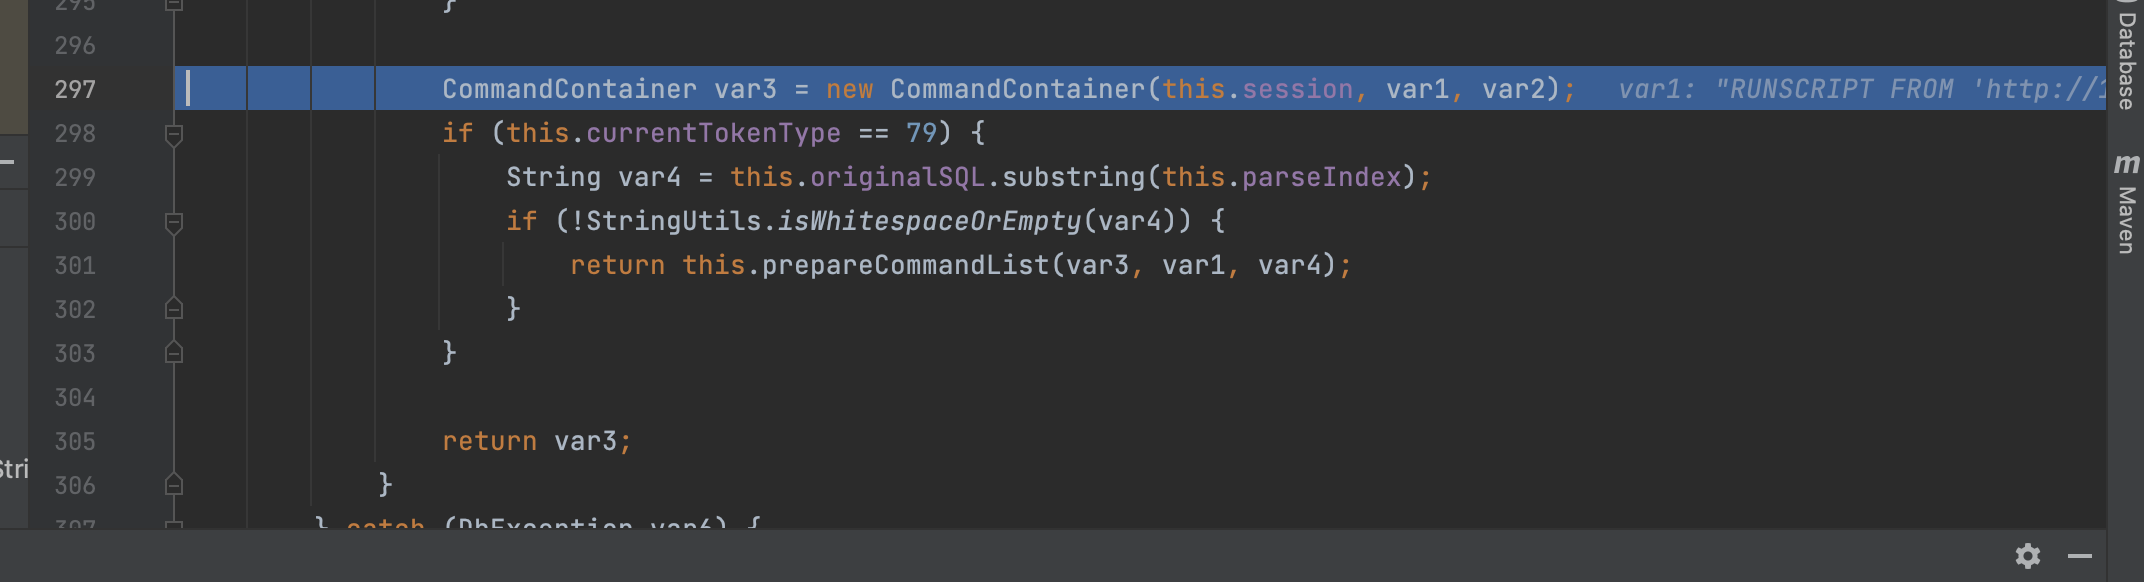 295 }
296
297 CommandContainer var3 = new CommandContainer(this.session, var1, var2); var1: "RUNSCRIPT FROM 'http://1
298 if (this.currentTokenType == 79) {
299 String var4 = this.originalSQL.substring(this.parseIndex);
300 if (!StringUtils.isWhitespaceOrEmpty(var4)) {
301 return this.prepareCommandList(var3, var1, var4);
302 }
303 }
304
305 return var3;
306 }
307 } catch (DbException var6) {
Stri
Database
m Maven